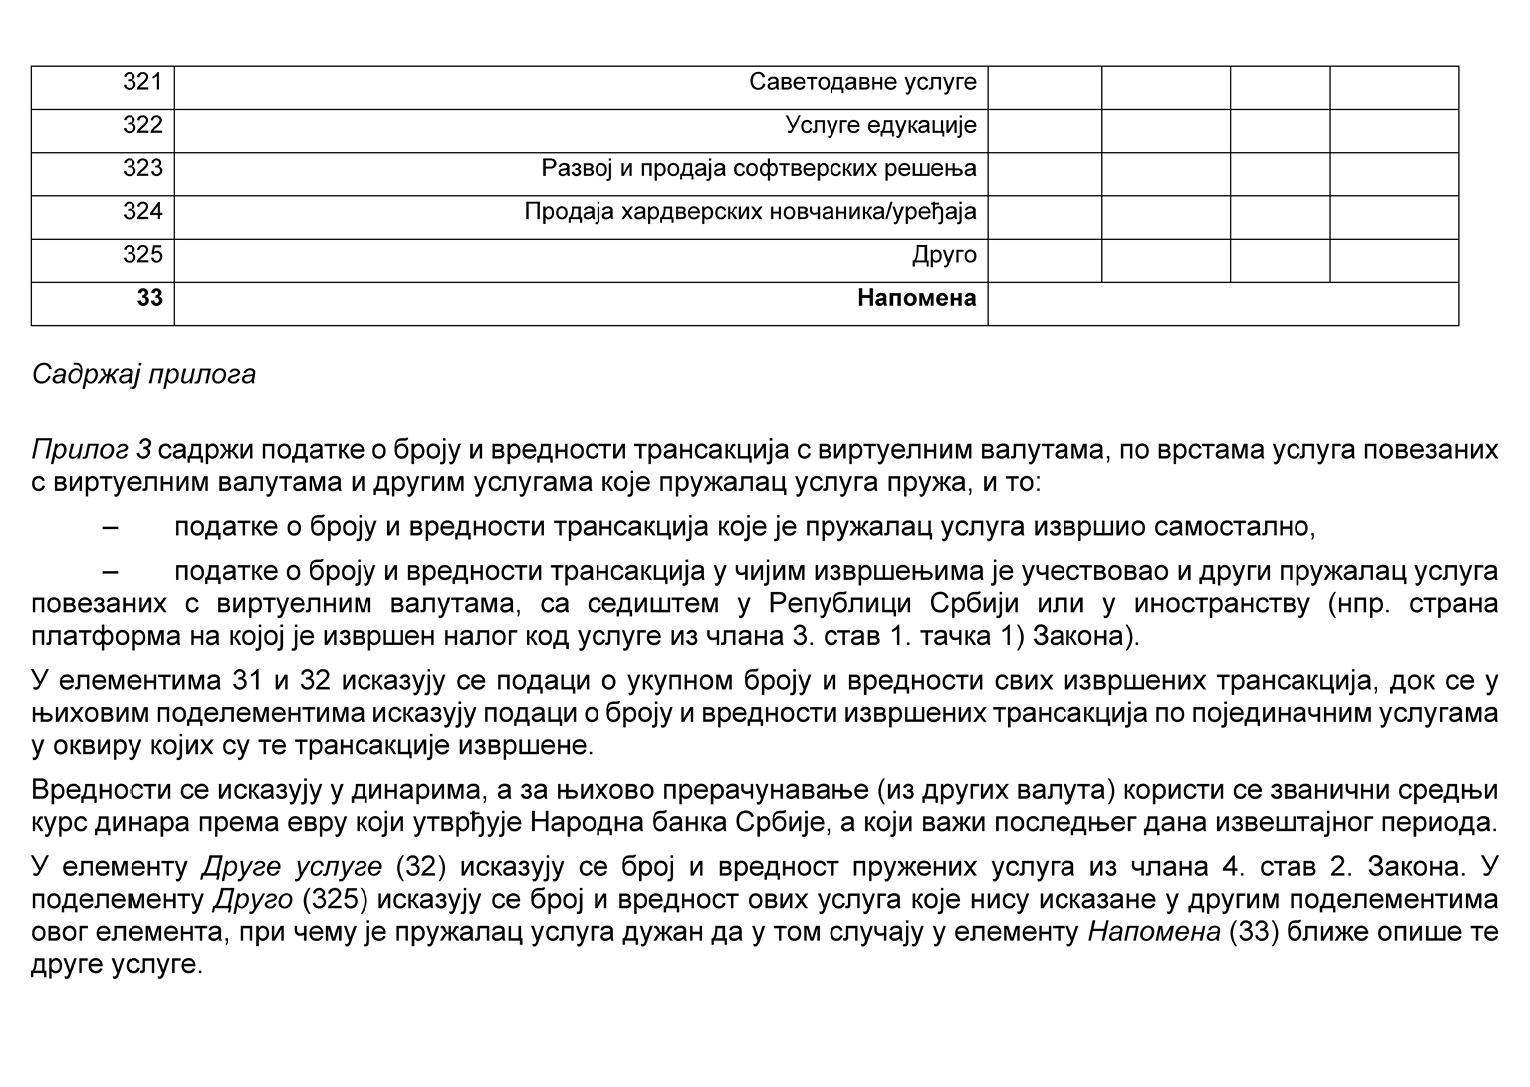 321 Саветодавне услуге
322 Услуге едукације
323 Развој и продаја софтверских решења
324 Продаја хардверских новчаника/уређаја
325 Друго
33 Напомена
Садржај прилога
Прилог 3 садржи податке о броју и вредности трансакција с виртуелним валутама, по врстама услуга повезаних
с виртуелним валутама и другим услугама које пружалац услуга пружа, и то:
– податке о броју и вредности трансакција које је пружалац услуга извршио самостално,
– податке о броју и вредности трансакција у чијим извршењима је учествовао и други пружалац услуга
повезаних с виртуелним валутама, са седиштем у Републици Србији или у иностранству (нпр. страна
платформа на којој је извршен налог код услуге из члана 3. став 1. тачка 1) Закона).
У елементима 31 и 32 исказују се подаци о укупном броју и вредности свих извршених трансакција, док се у
њиховим поделементима исказују подаци о броју и вредности извршених трансакција по појединачним услугама
у оквиру којих су те трансакције извршене.
Вредности се исказују у динарима, а за њихово прерачунавање (из других валута) користи се званични средњи
курс динара према евру који утврђује Народна банка Србије, а који важи последњег дана извештајног периода.
У елементу Друге услуге (32) исказују се број и вредност пружених услуга из члана 4. став 2. Закона. У
поделементу Друго (325) исказују се број и вредност ових услуга које нису исказане у другим поделементима
овог елемента, при чему је пружалац услуга дужан да у том случају у елементу Напомена (33) ближе опише те
друге услуге.